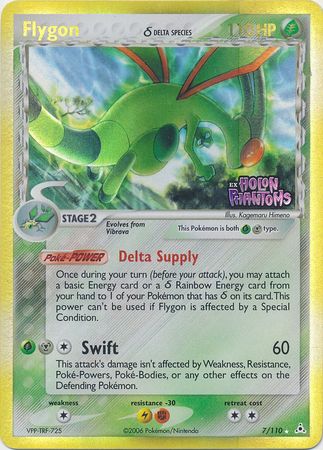 Flygon
δ DELTA SPECIES
HP
EX HOLON PHANTOMS
Illus. Kagemaru Himeno
STAGE 2
Evolves from Vibrava
This Pokémon is both type.
Poké-POWER Delta Supply
Once during your turn (before your attack), you may attach
a basic Energy card or a δ Rainbow Energy card from
your hand to 1 of your Pokémon that has δ on its card. This
power can't be used if Flygon is affected by a Special
Condition.
Swift 60
This attack's damage isn't affected by Weakness, Resistance,
Poké-Powers, Poké-Bodies, or any other effects on the
Defending Pokémon.
weakness resistance -30 retreat cost
VPP-TRF-725 ©2006 Pokémon/Nintendo 7/110 ★